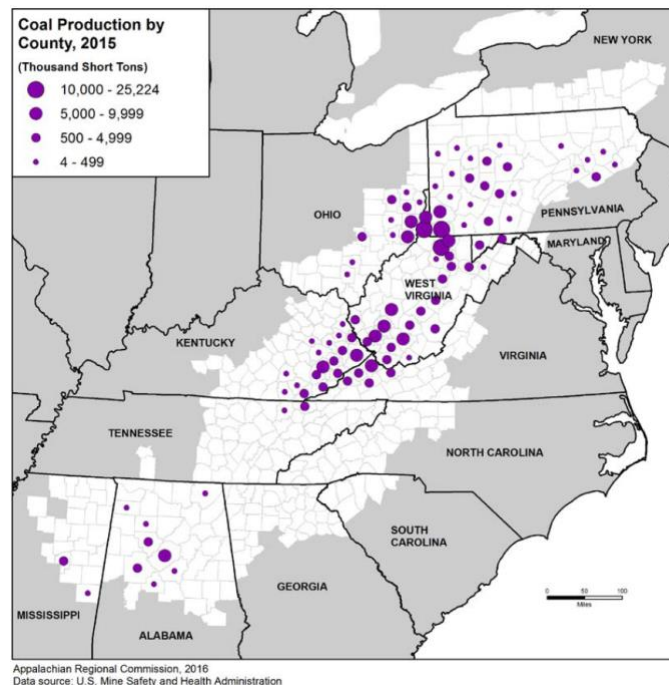 Coal Production by
County, 2015
(Thousand Short Tons)
10,000 - 25,224
5,000 - 9,999
500 - 4,999
4 - 499
NEW YORK
OHIO
PENNSYLVANIA
MARYLAND
WEST
VIRGINIA
KENTUCKY
VIRGINIA
TENNESSEE
NORTH CAROLINA
SOUTH
CAROLINA
GEORGIA
MISSISSIPPI
ALABAMA
0 50 100
Miles
Appalachian Regional Commission, 2016
Data source: U.S. Mine Safety and Health Administration